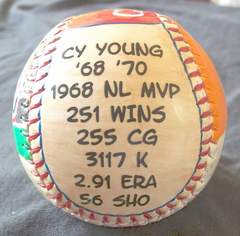 CY YOUNG
'68 '70
1968 NL MVP
251 WINS
255 CG
3117 K
2.91 ERA
56 SHO